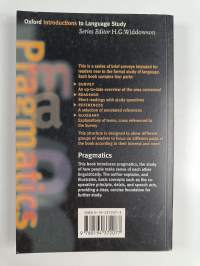 Oxford Introductions to Language Study
Series Editor H.G. Widdowson
Pragmatics
This is a series of brief surveys intended for
readers new to the formal study of language.
Each book contains four parts:
SURVEY
An up-to-date overview of the area concerned
READINGS
Short readings with study questions
REFERENCES
A selection of annotated references
GLOSSARY
Explanations of terms, cross referenced to
the Survey
This structure is designed to allow different
groups of readers to focus on different parts of
the book according to their interest and need.
Pragmatics
This book introduces pragmatics, the study
of how people make sense of each other
linguistically. The author explains, and
illustrates, basic concepts such as the co-
operative principle, deixis, and speech acts,
providing a clear, concise foundation for
further study.